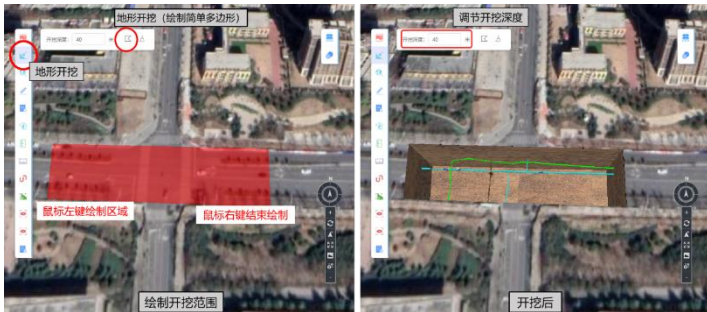 地形开挖（绘制简单多边形）
开挖深度: 40
地形开挖
鼠标左键绘制区域
鼠标右键结束绘制
绘制开挖范围
调节开挖深度
开挖深度: 40
开挖后